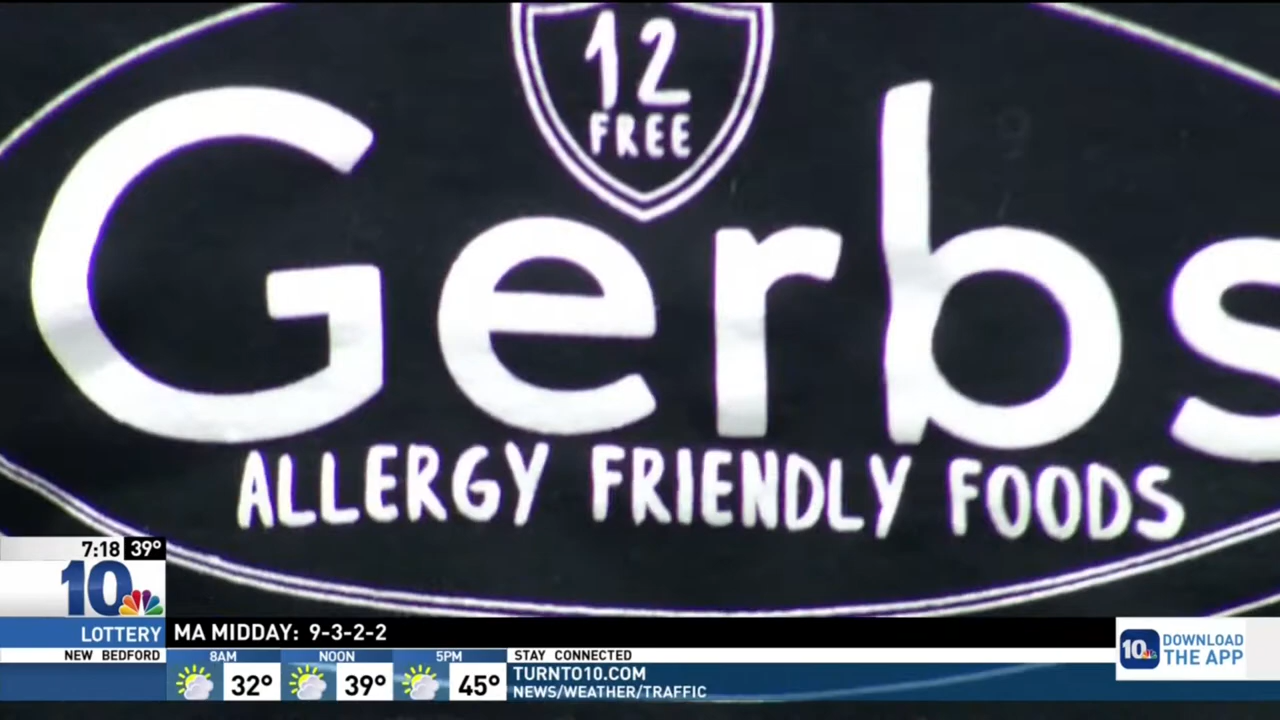 12
FREE
Gerbs
ALLERGY FRIENDLY FOODS
7:18 39°
10
LOTTERY
MA MIDDAY: 9-3-2-2
NEW BEDFORD
8AM NOON 5PM
32° 39° 45°
STAY CONNECTED
TURNTO10.COM
NEWS/WEATHER/TRAFFIC
10
DOWNLOAD
THE APP